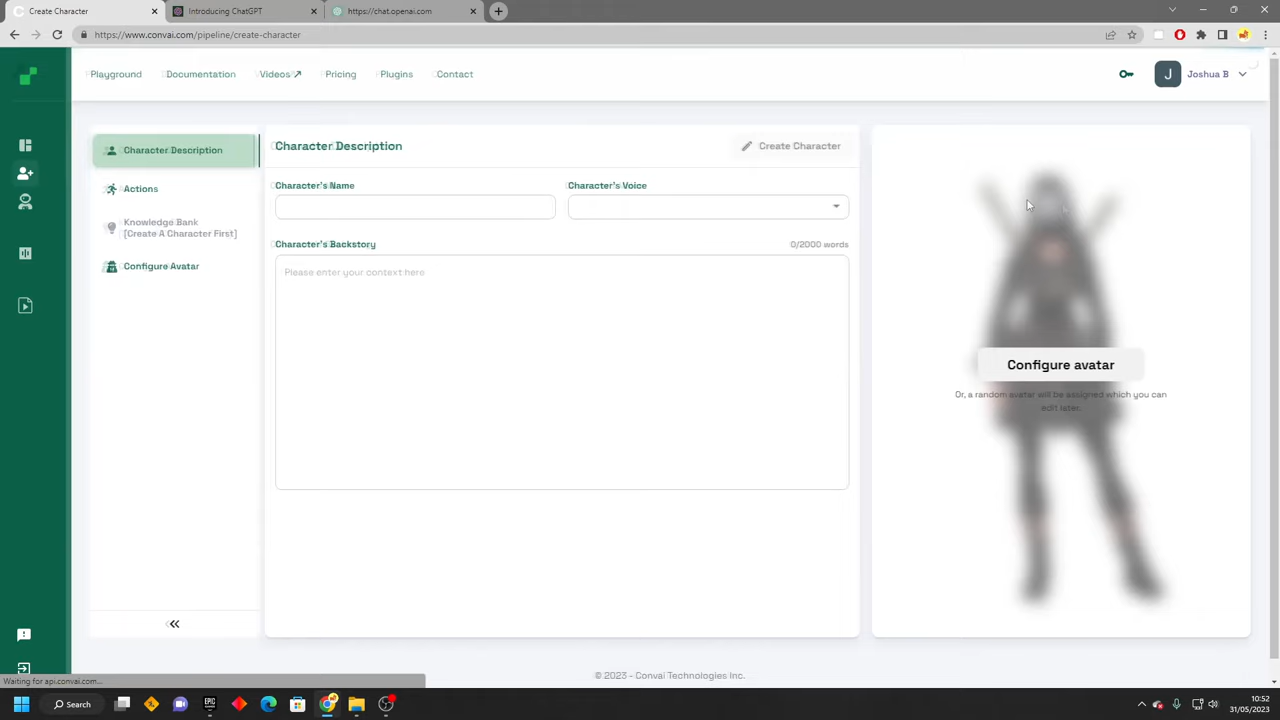 Create Character
Introducing ChatGPT
https://chat.openai.com
https://www.convai.com/pipeline/create-character
Playground
Documentation
Videos↗
Pricing
Plugins
Contact
J
Joshua B
Character Description
Actions
Knowledge Bank
[Create A Character First]
Configure Avatar
Character Description
Create Character
Character's Name
Character's Voice
Character's Backstory
0/2000 words
Please enter your context here
Configure avatar
Or, a random avatar will be assigned which you can
edit later.
© 2023 - Convai Technologies Inc.
Waiting for api.convai.com...
Search
10:52
31/05/2023